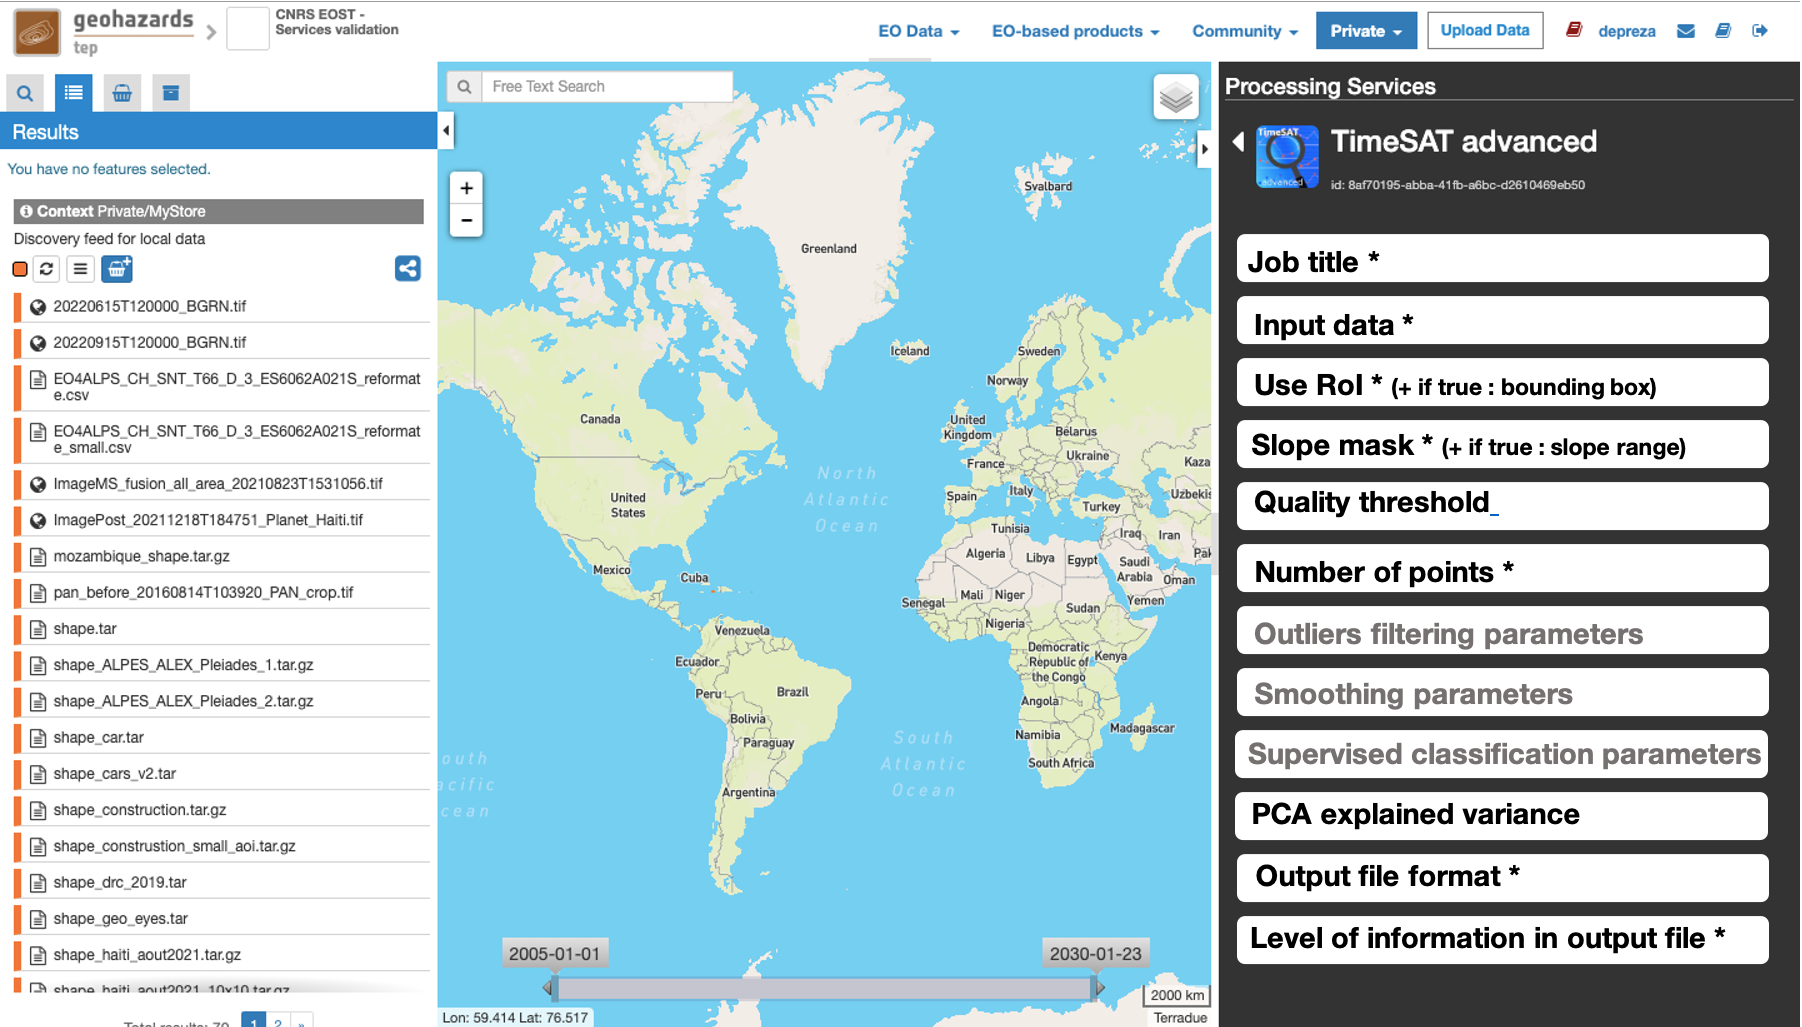 geohazards
tep
CNRS EOST -
Services validation
EO Data
EO-based products
Community
Private
Upload Data
depreza
Results
You have no features selected.
Context Private/MyStore
Discovery feed for local data
20220615T120000_BGRN.tif
20220915T120000_BGRN.tif
EO4ALPS_CH_SNT_T66_D_3_ES6062A021S_reformat
e.csv
EO4ALPS_CH_SNT_T66_D_3_ES6062A021S_reformat
e_small.csv
ImageMS_fusion_all_area_20210823T1531056.tif
ImagePost_20211218T184751_Planet_Haiti.tif
mozambique_shape.tar.gz
pan_before_20160814T103920_PAN_crop.tif
shape.tar
shape_ALPES_ALEX_Pleiades_1.tar.gz
shape_ALPES_ALEX_Pleiades_2.tar.gz
shape_car.tar
shape_cars_v2.tar
shape_construction.tar.gz
shape_construstion_small_aoi.tar.gz
shape_drc_2019.tar
shape_geo_eyes.tar
shape_haiti_aout2021.tar.gz
shape_haiti_aout2021_10x10.tar.gz
Total results: 70
1 2 »
Free Text Search
+
-
Svalbard
Greenland
Iceland
Sweden
Norway
Canada
United
Kingdom
Belarus
Ukraine
France
Kaza
North
Atlantic
Ocean
United
States
Spain
Italy
Turkey
Uzbekis
Tunisia
Iraq
Iran
Algeria
Libya
Egypt
Saudi
Arabia
Pak
Oman
Mexico
Cuba
Mali
Niger
Senegal
Sudan
Yemen
Nigeria
Venezuela
Democratic
Republic of
the Congo
Kenya
Ecuador
Peru
Brazil
Angola
Bolivia
Madagascar
Namibia
Paraguay
South
Atlantic
Ocean
South Africa
outh
acific
cean
Argentina
2005-01-01
2030-01-23
2000 km
Lon: 59.414 Lat: 76.517
Terradue
Processing Services
TimeSAT
advanced
TimeSAT advanced
id: 8af70195-abba-41fb-a6bc-d2610469eb50
Job title *
Input data *
Use RoI * (+ if true : bounding box)
Slope mask * (+ if true : slope range)
Quality threshold_
Number of points *
Outliers filtering parameters
Smoothing parameters
Supervised classification parameters
PCA explained variance
Output file format *
Level of information in output file *